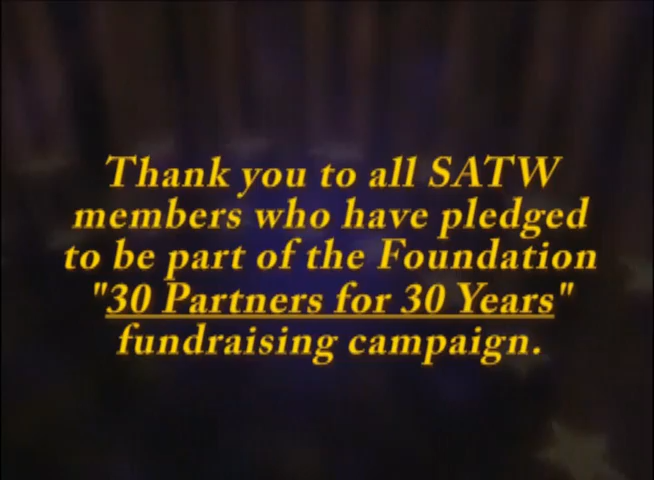 Thank you to all SATW
members who have pledged
to be part of the Foundation
"30 Partners for 30 Years"
fundraising campaign.